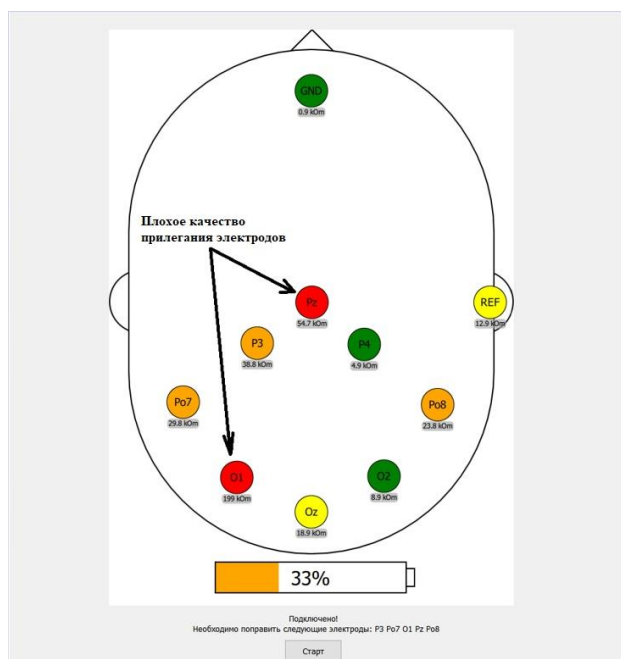 GND
0.9 kOm
Плохое качество
прилегания электродов
Pz
54.7 kOm
REF
12.9 kOm
P3
38.8 kOm
P4
4.9 kOm
Po7
29.8 kOm
Po8
23.8 kOm
O1
199 kOm
O2
8.9 kOm
Oz
18.9 kOm
33%
Подключено!
Необходимо поправить следующие электроды: P3 Po7 O1 Pz Po8
Старт